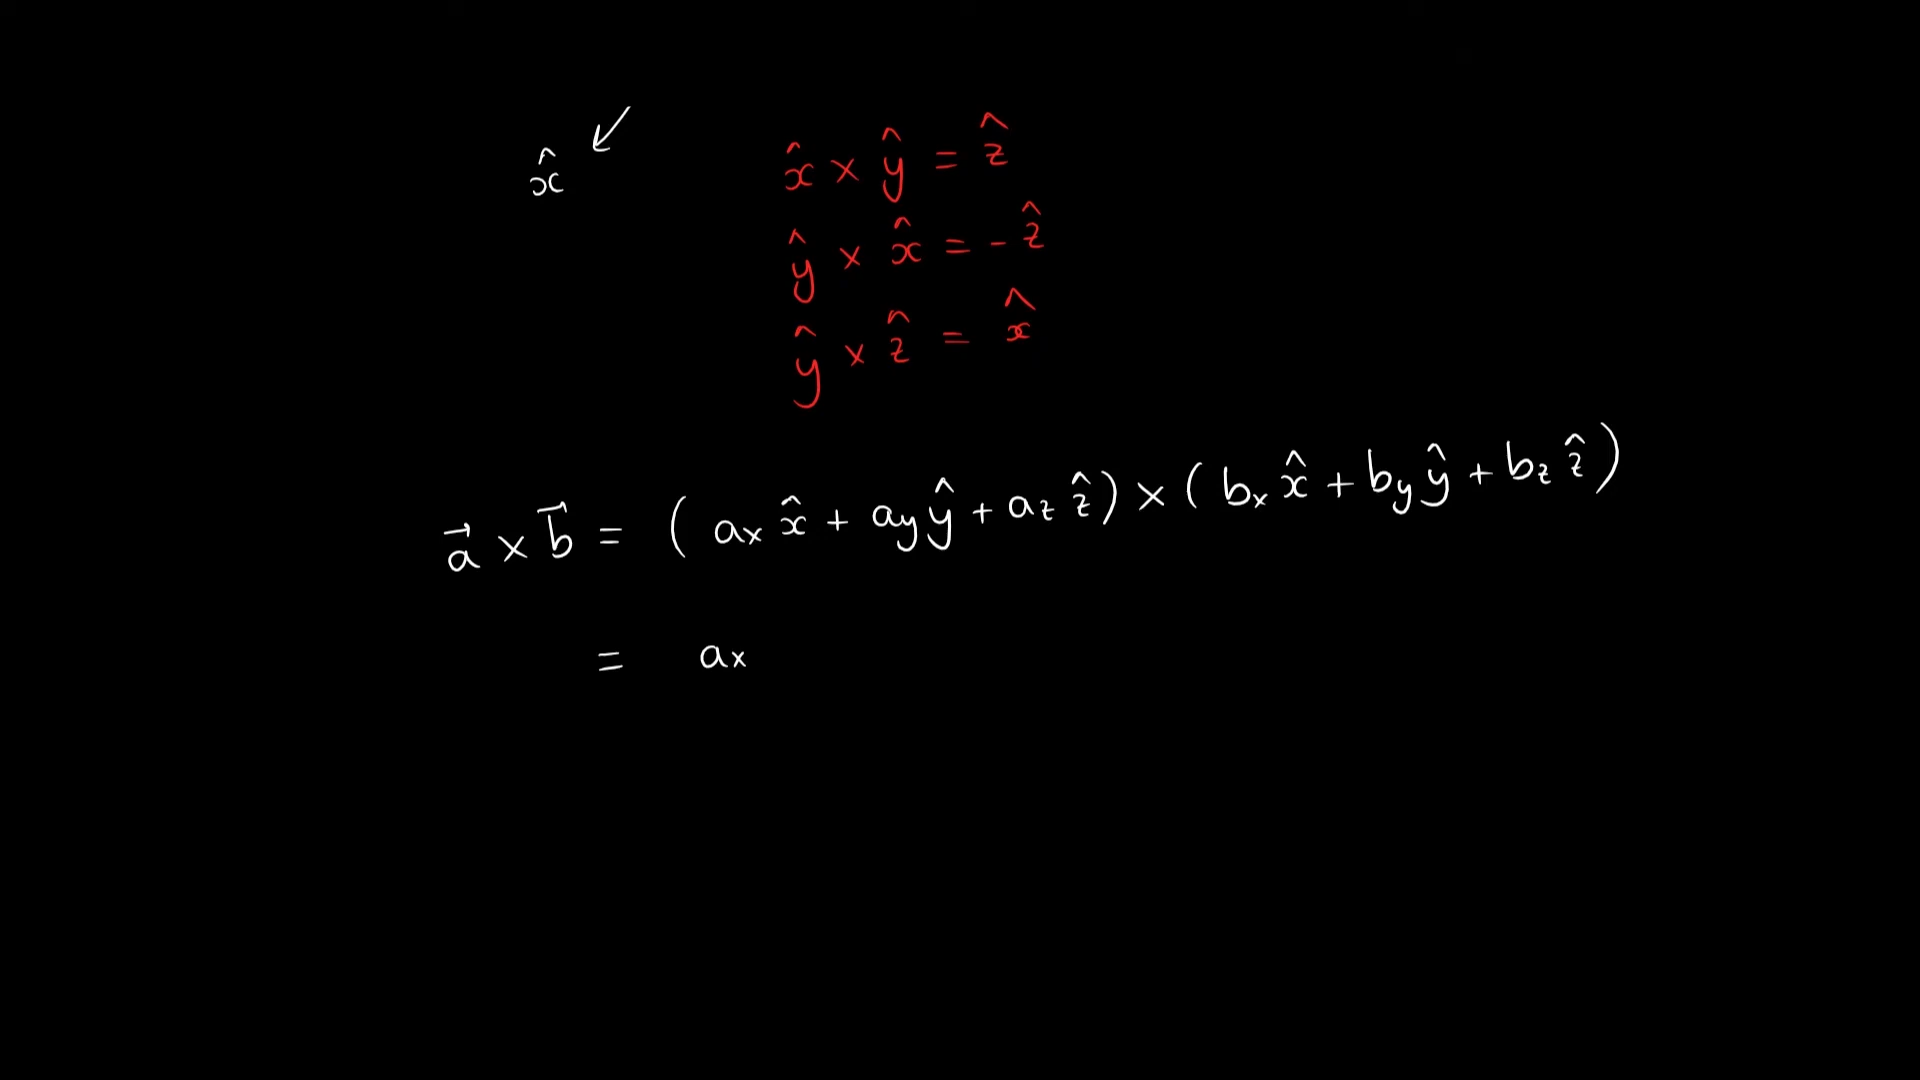 x̂
x̂ × ŷ = ẑ
ŷ × x̂ = - ẑ
ŷ × ẑ = x̂
a⃗ × b⃗ = ( aₓ x̂ + a_y ŷ + a_z ẑ ) × ( bₓ x̂ + b_y ŷ + b_z ẑ )
= aₓ